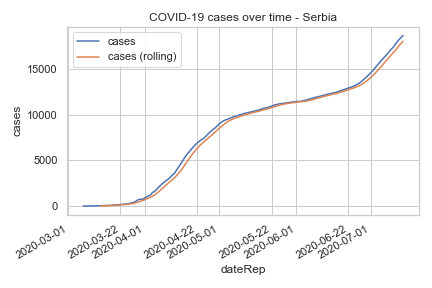 COVID-19 cases over time - Serbia
cases
cases (rolling)
15000
10000
5000
0
cases
2020-03-01
2020-03-22
2020-04-01
2020-04-22
2020-05-01
2020-05-22
2020-06-01
2020-06-22
2020-07-01
dateRep